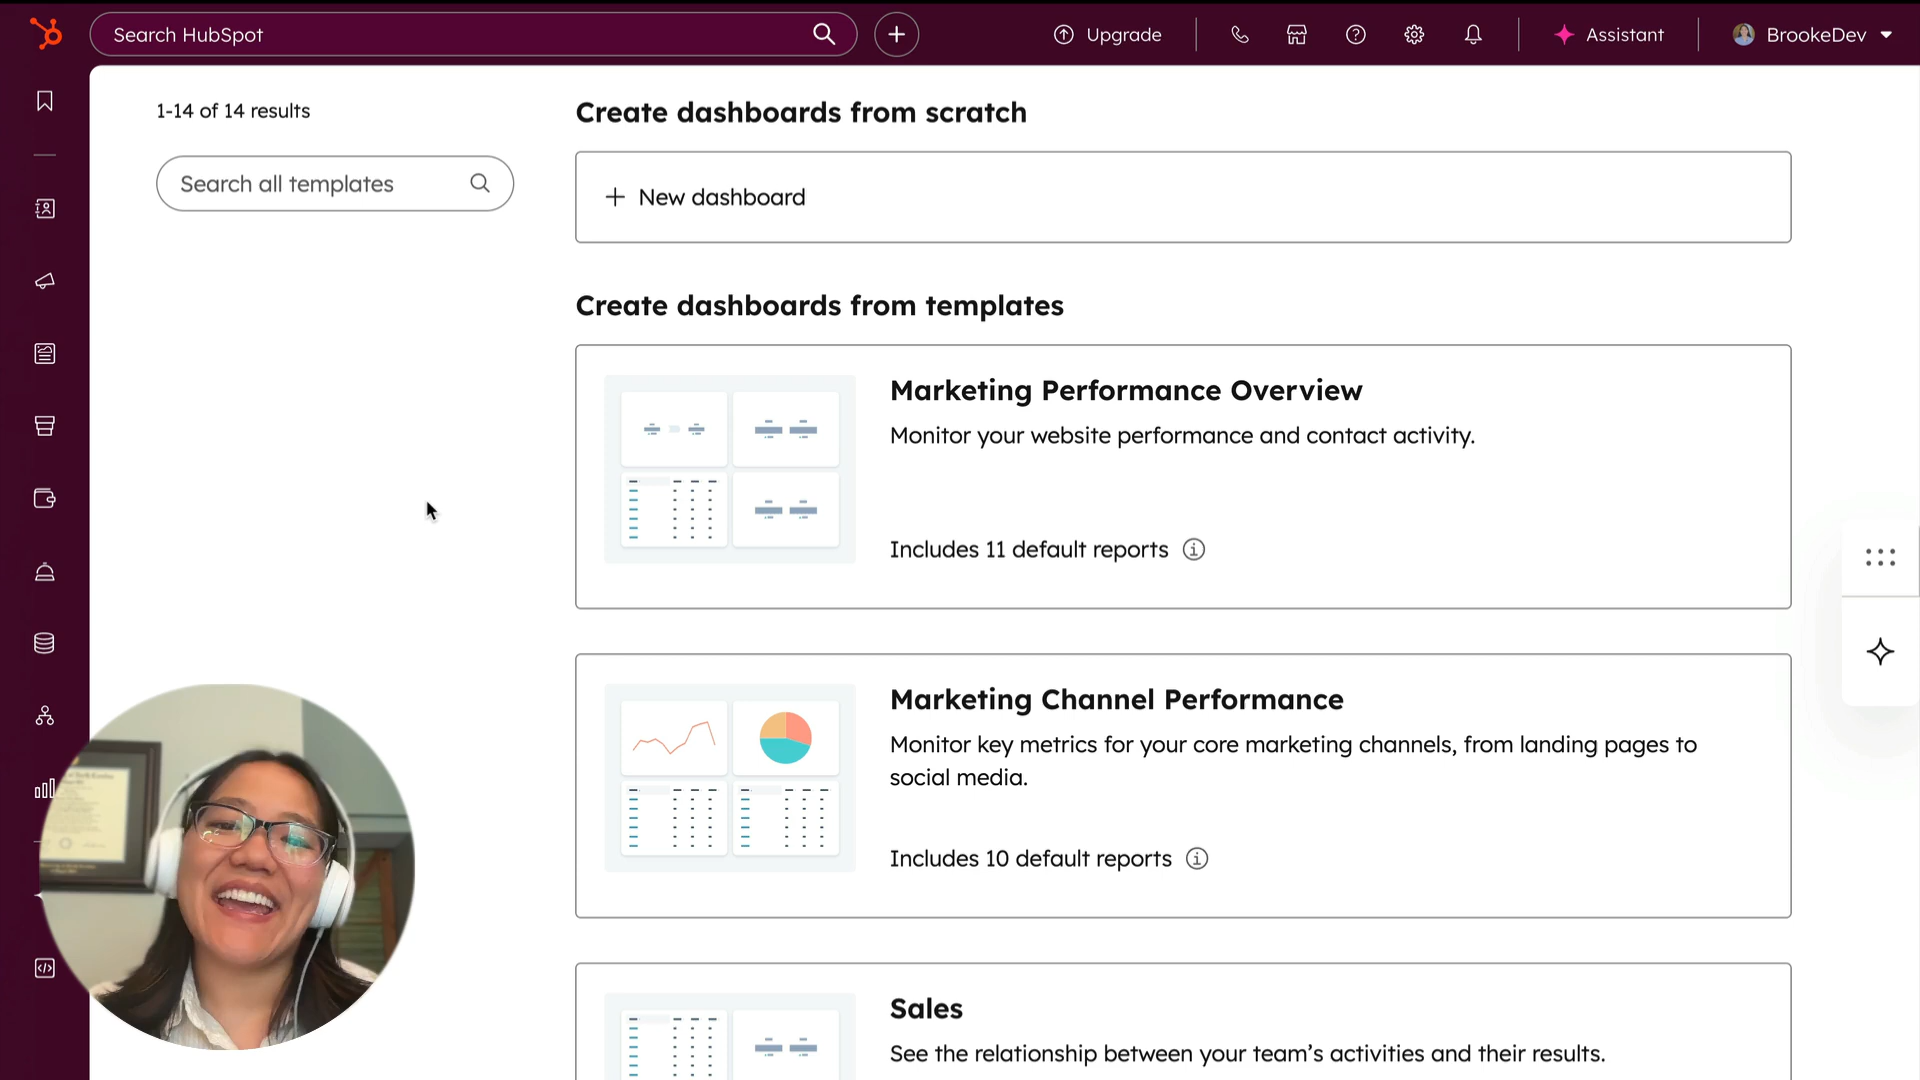 Search HubSpot
Upgrade
Assistant
BrookeDev
1-14 of 14 results
Search all templates
Create dashboards from scratch
+ New dashboard
Create dashboards from templates
Marketing Performance Overview
Monitor your website performance and contact activity.
Includes 11 default reports
Marketing Channel Performance
Monitor key metrics for your core marketing channels, from landing pages to
social media.
Includes 10 default reports
Sales
See the relationship between your team’s activities and their results.